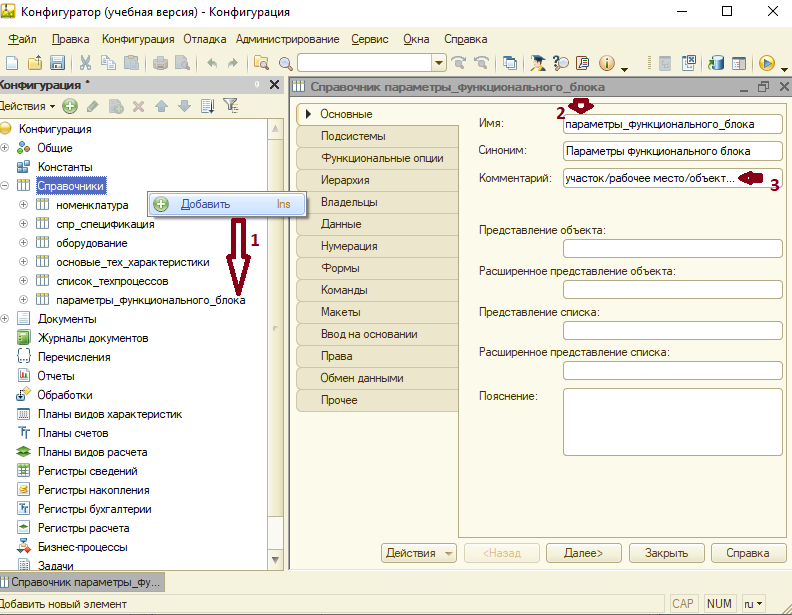 Конфигуратор (учебная версия) - Конфигурация
Файл Правка Конфигурация Отладка Администрирование Сервис Окна Справка
Конфигурация *
Действия
Конфигурация
Общие
Константы
Справочники
номенклатура
спр_спецификация
оборудование
основные_тех_характеристики
список_техпроцессов
параметры_функционального_блока
Документы
Журналы документов
Перечисления
Отчеты
Обработки
Планы видов характеристик
Планы счетов
Планы видов расчета
Регистры сведений
Регистры накопления
Регистры бухгалтерии
Регистры расчета
Бизнес-процессы
Задачи
Добавить Ins
1
Справочник параметры_функционального_блока
Основные
Подсистемы
Функциональные опции
Иерархия
Владельцы
Данные
Нумерация
Формы
Команды
Макеты
Ввод на основании
Права
Обмен данными
Прочее
2
Имя: параметры_функционального_блока
Синоним: Параметры функционального блока
Комментарий: участок/рабочее место/объект...
3
Представление объекта:
Расширенное представление объекта:
Представление списка:
Расширенное представление списка:
Пояснение:
Действия <Назад Далее> Закрыть Справка
Справочник параметры_фу...
Добавить новый элемент CAP NUM ru